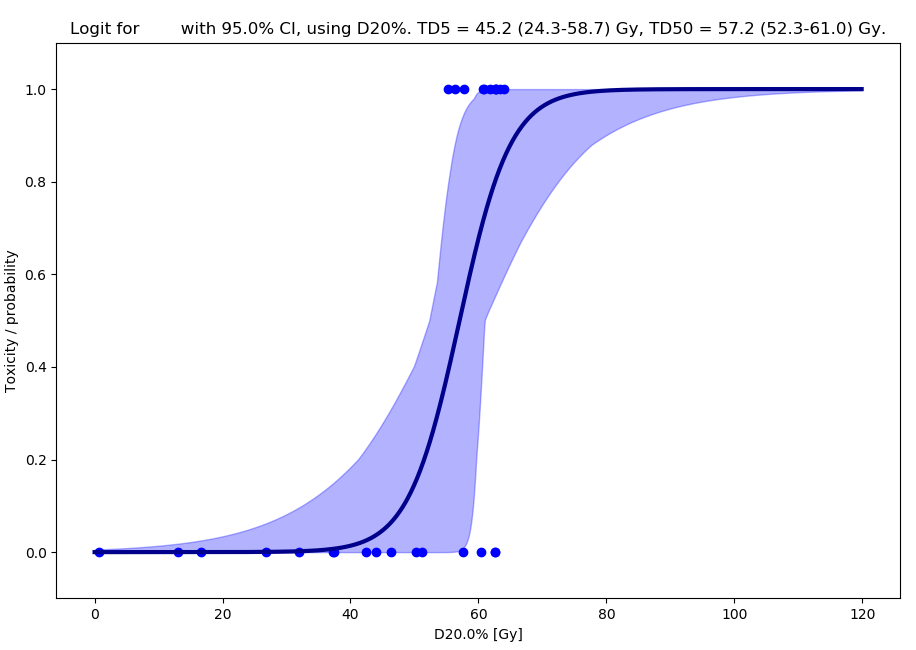 Logit for with 95.0% CI, using D20%. TD5 = 45.2 (24.3-58.7) Gy, TD50 = 57.2 (52.3-61.0) Gy.
1.0
0.8
0.6
0.4
0.2
0.0
Toxicity / probability
0 20 40 60 80 100 120
D20.0% [Gy]